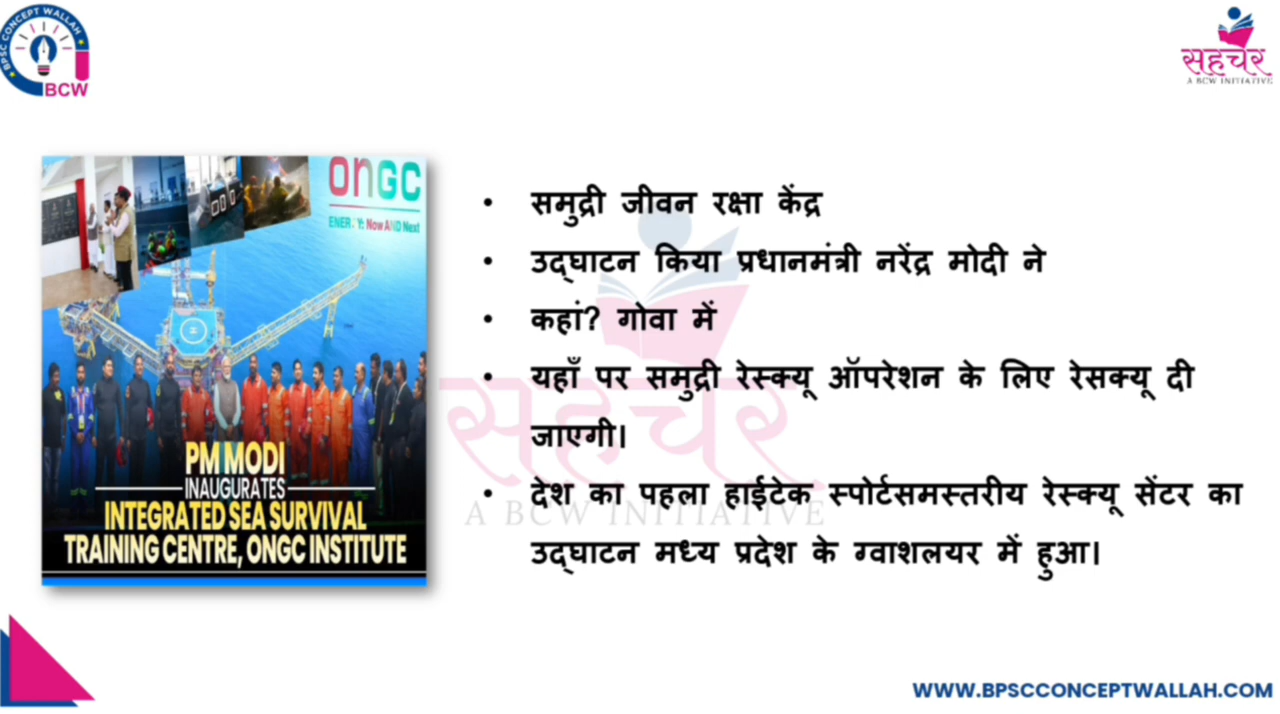 BPSC CONCEPT WALLAH
BCW
सहचर
A BCW INITIATIVE
ONGC
ENERGY: Now AND Next
PM MODI
INAUGURATES
INTEGRATED SEA SURVIVAL
TRAINING CENTRE, ONGC INSTITUTE
• समुद्री जीवन रक्षा केंद्र
• उद्घाटन किया प्रधानमंत्री नरेंद्र मोदी ने
• कहां? गोवा में
• यहाँ पर समुद्री रेस्क्यू ऑपरेशन के लिए रेसक्यू दी
जाएगी।
• देश का पहला हाईटेक स्पोर्टसमस्तरीय रेस्क्यू सेंटर का
उद्घाटन मध्य प्रदेश के ग्वाशलयर में हुआ।
सहचर
A BCW INITIATIVE
WWW.BPSCCONCEPTWALLAH.COM